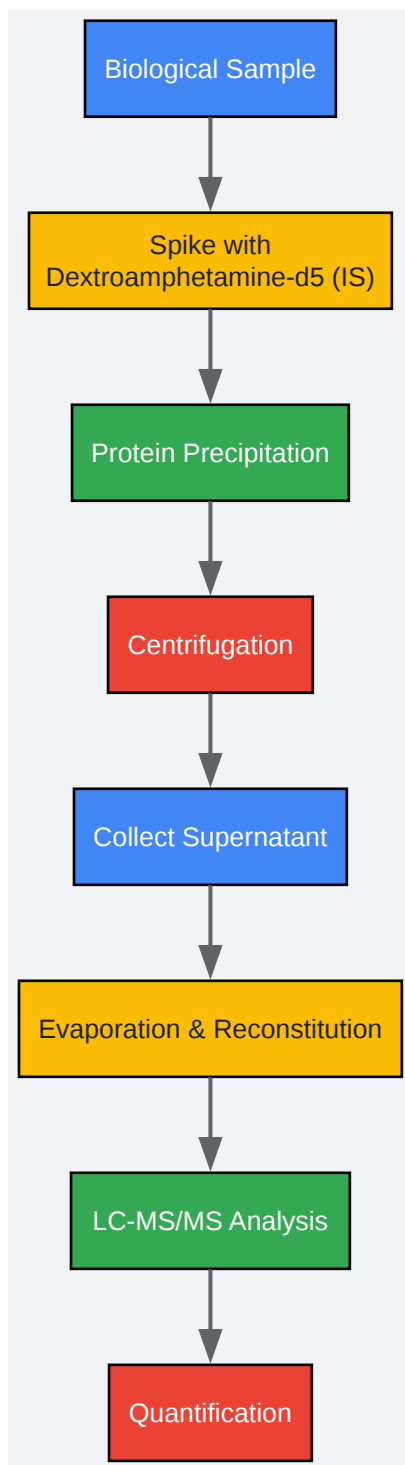 Biological Sample
Spike with
Dextroamphetamine-d5 (IS)
Protein Precipitation
Centrifugation
Collect Supernatant
Evaporation & Reconstitution
LC-MS/MS Analysis
Quantification